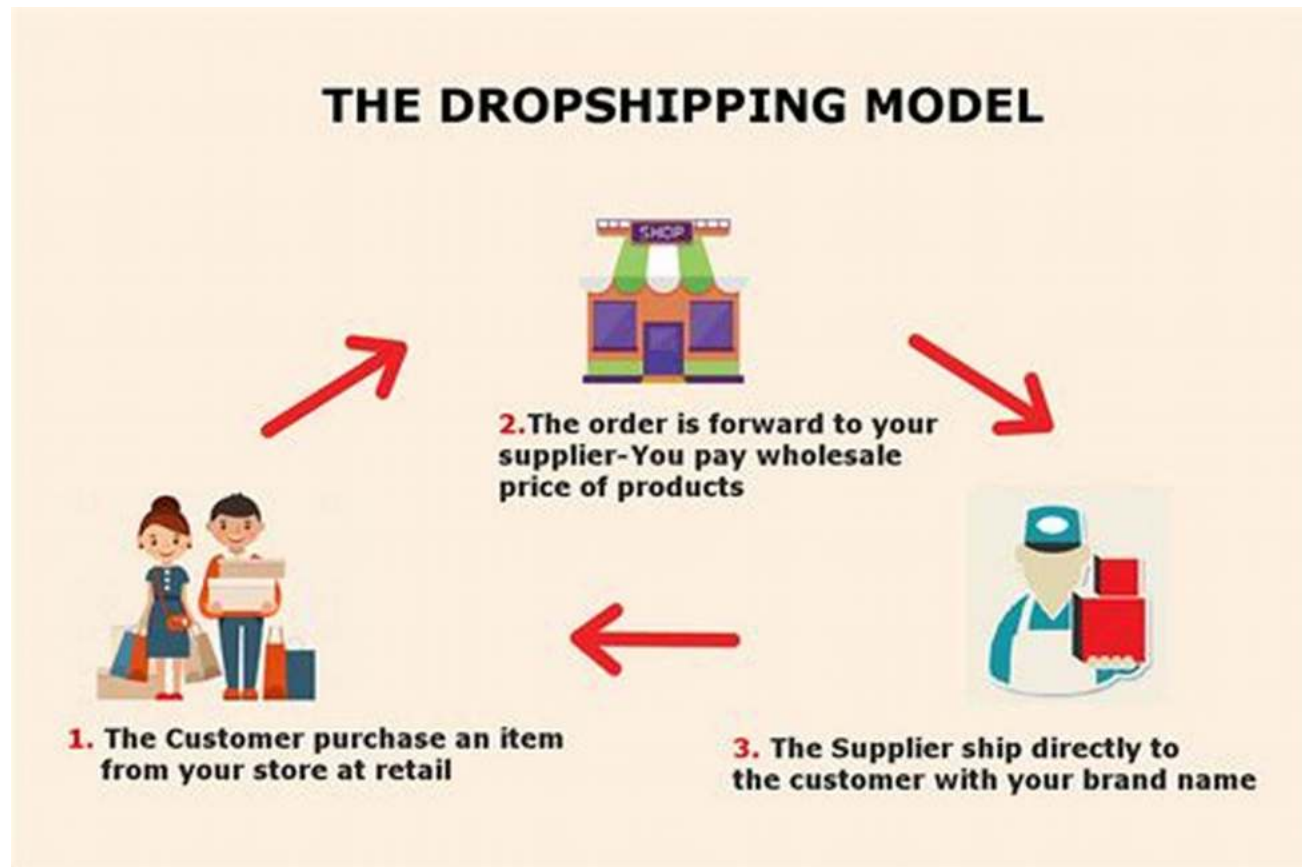 THE DROPSHIPPING MODEL
SHOP
2.The order is forward to your
supplier-You pay wholesale
price of products
1. The Customer purchase an item
from your store at retail
3. The Supplier ship directly to
the customer with your brand name